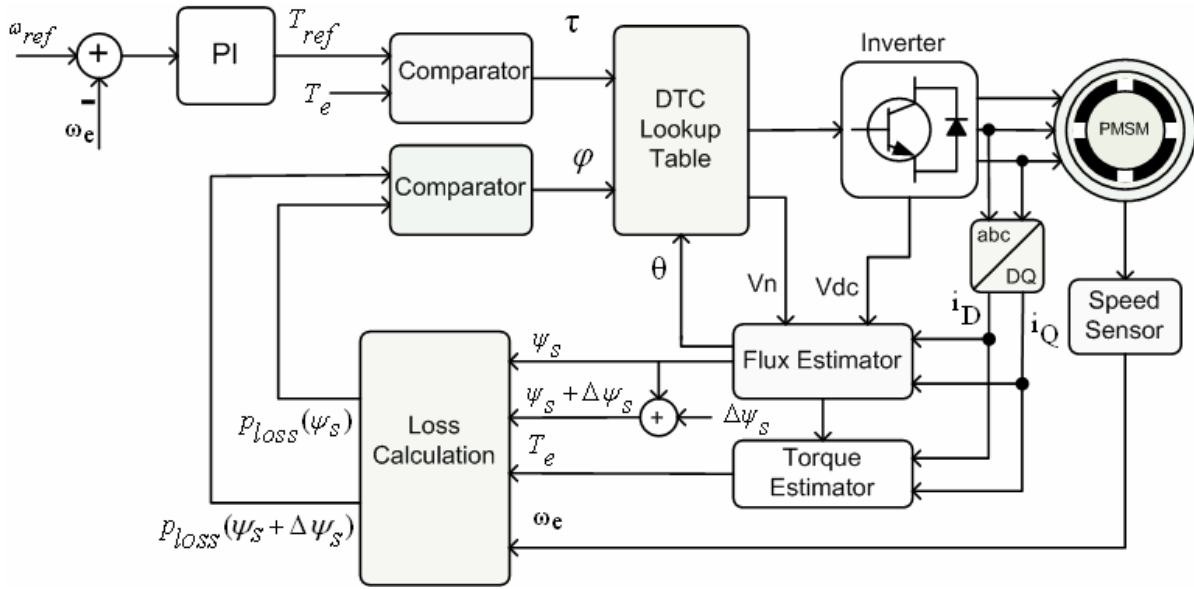 ω_ref
+
-
ω_e
PI
T_ref
T_e
Comparator
τ
Comparator
φ
DTC
Lookup
Table
Inverter
PMSM
abc
DQ
i_D
i_Q
Speed
Sensor
θ
Vn
Vdc
Flux Estimator
ψ_s
ψ_s + Δψ_s
+
Δψ_s
Torque
Estimator
T_e
ω_e
Loss
Calculation
p_loss(ψ_s)
p_loss(ψ_s + Δψ_s)